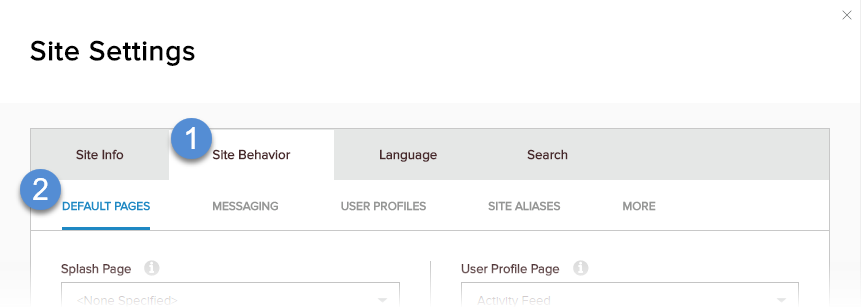 Site Settings
1
Site Info Site Behavior Language Search
2
DEFAULT PAGES MESSAGING USER PROFILES SITE ALIASES MORE
Splash Page i User Profile Page i
<None Specified> Activity Feed